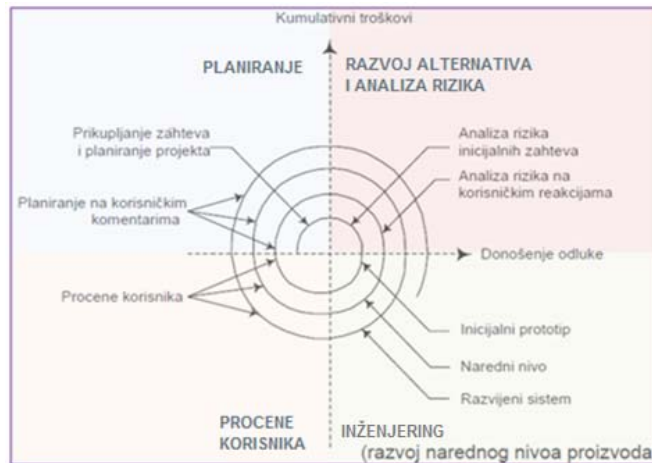 Kumulativni troškovi
PLANIRANJE
RAZVOJ ALTERNATIVA
I ANALIZA RIZIKA
Prikupljanje zahteva
i planiranje projekta
Analiza rizika
inicijalnih zahteva
Analiza rizika na
korisničkim reakcijama
Planiranje na korisničkim
komentarima
Donošenje odluke
Procene korisnika
Inicijalni prototip
Naredni nivo
Razvijeni sistem
PROCENE
KORISNIKA
INŽENJERING
(razvoj narednog nivoa proizvoda